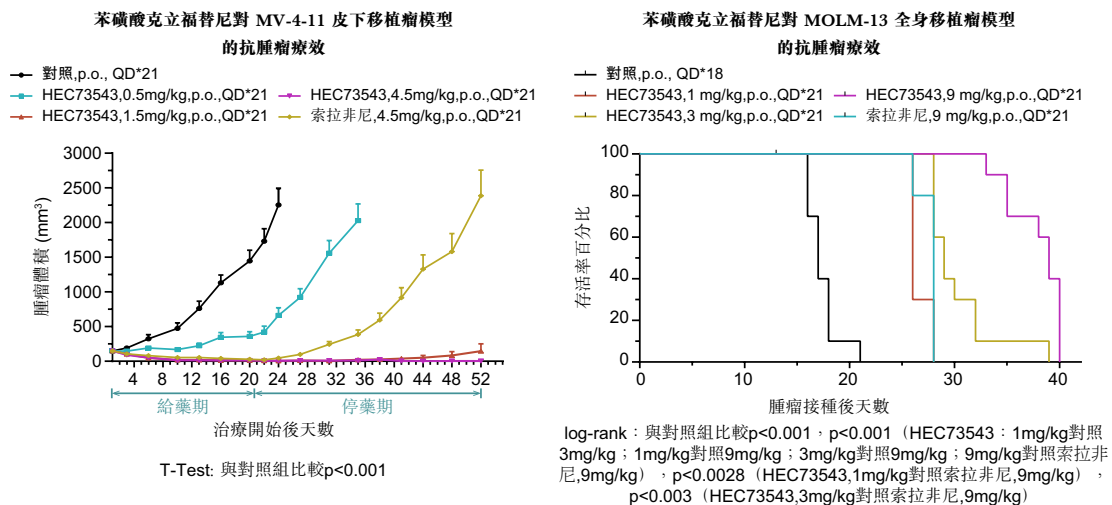 苯磺酸克立福替尼對 MV-4-11 皮下移植瘤模型
的抗腫瘤療效
對照,p.o., QD*21
HEC73543,0.5mg/kg,p.o.,QD*21
HEC73543,4.5mg/kg,p.o.,QD*21
HEC73543,1.5mg/kg,p.o.,QD*21
索拉非尼,4.5mg/kg,p.o.,QD*21
腫瘤體積 (mm³)
3000
2500
2000
1500
1000
500
0
4 8 12 16 20 24 28 32 36 40 44 48 52
給藥期 停藥期
治療開始後天數
T-Test: 與對照組比較p<0.001
苯磺酸克立福替尼對 MOLM-13 全身移植瘤模型
的抗腫瘤療效
對照,p.o., QD*18
HEC73543,1 mg/kg,p.o.,QD*21
HEC73543,9 mg/kg,p.o.,QD*21
HEC73543,3 mg/kg,p.o.,QD*21
索拉非尼,9 mg/kg,p.o.,QD*21
存活率百分比
100
80
60
40
20
0
0 10 20 30 40
腫瘤接種後天數
log-rank：與對照組比較p<0.001，p<0.001（HEC73543：1mg/kg對照
3mg/kg；1mg/kg對照9mg/kg；3mg/kg對照9mg/kg；9mg/kg對照索拉非
尼,9mg/kg），p<0.0028（HEC73543,1mg/kg對照索拉非尼,9mg/kg），
p<0.003（HEC73543,3mg/kg對照索拉非尼,9mg/kg）